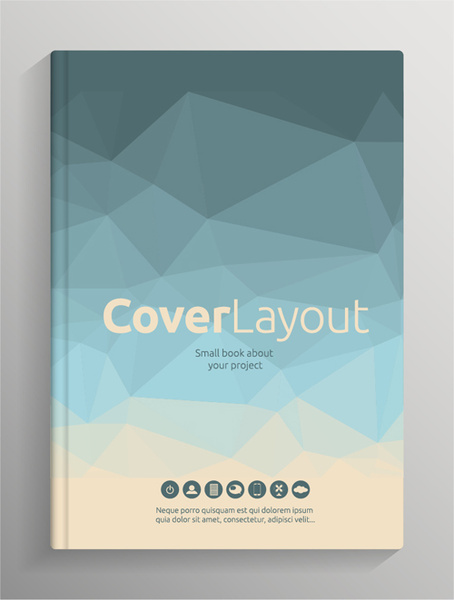 CoverLayout
Small book about
your project
Neque porro quisquam est qui dolorem ipsum
quia dolor sit amet, consectetur, adipisci velit...